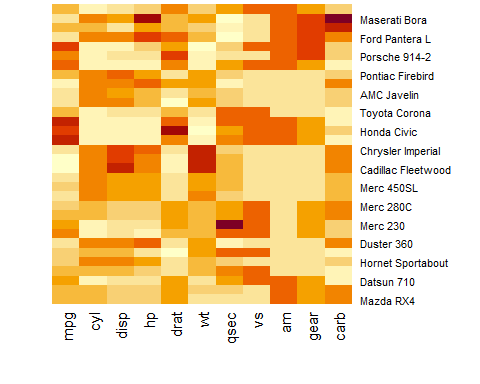 Maserati Bora
Ford Pantera L
Porsche 914-2
Pontiac Firebird
AMC Javelin
Toyota Corona
Honda Civic
Chrysler Imperial
Cadillac Fleetwood
Merc 450SL
Merc 280C
Merc 230
Duster 360
Hornet Sportabout
Datsun 710
Mazda RX4
mpg cyl disp hp drat wt qsec vs am gear carb